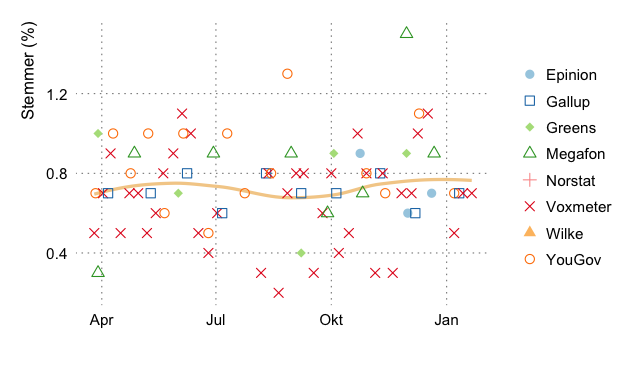 Stemmer (%)
1.2
0.8
0.4
Apr
Jul
Okt
Jan
Epinion
Gallup
Greens
Megafon
Norstat
Voxmeter
Wilke
YouGov